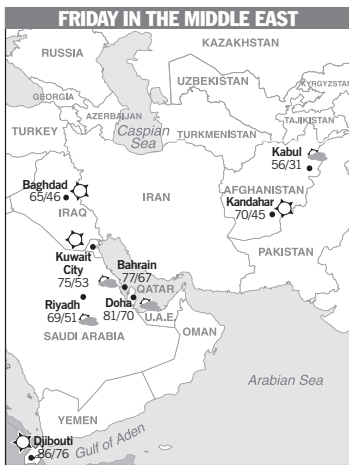 FRIDAY IN THE MIDDLE EAST
KAZAKHSTAN
RUSSIA
UZBEKISTAN
KYRGYZSTAN
GEORGIA
AZERBAIJAN
TAJIKISTAN
TURKEY
Caspian
Sea
TURKMENISTAN
Kabul
56/31
Baghdad
65/46
IRAQ
IRAN
AFGHANISTAN
Kandahar
70/45
PAKISTAN
Kuwait
City
75/53
Bahrain
77/67
QATAR
Riyadh
69/51
Doha
81/70
U.A.E.
SAUDI ARABIA
OMAN
Arabian Sea
YEMEN
Gulf of Aden
Djibouti
86/76